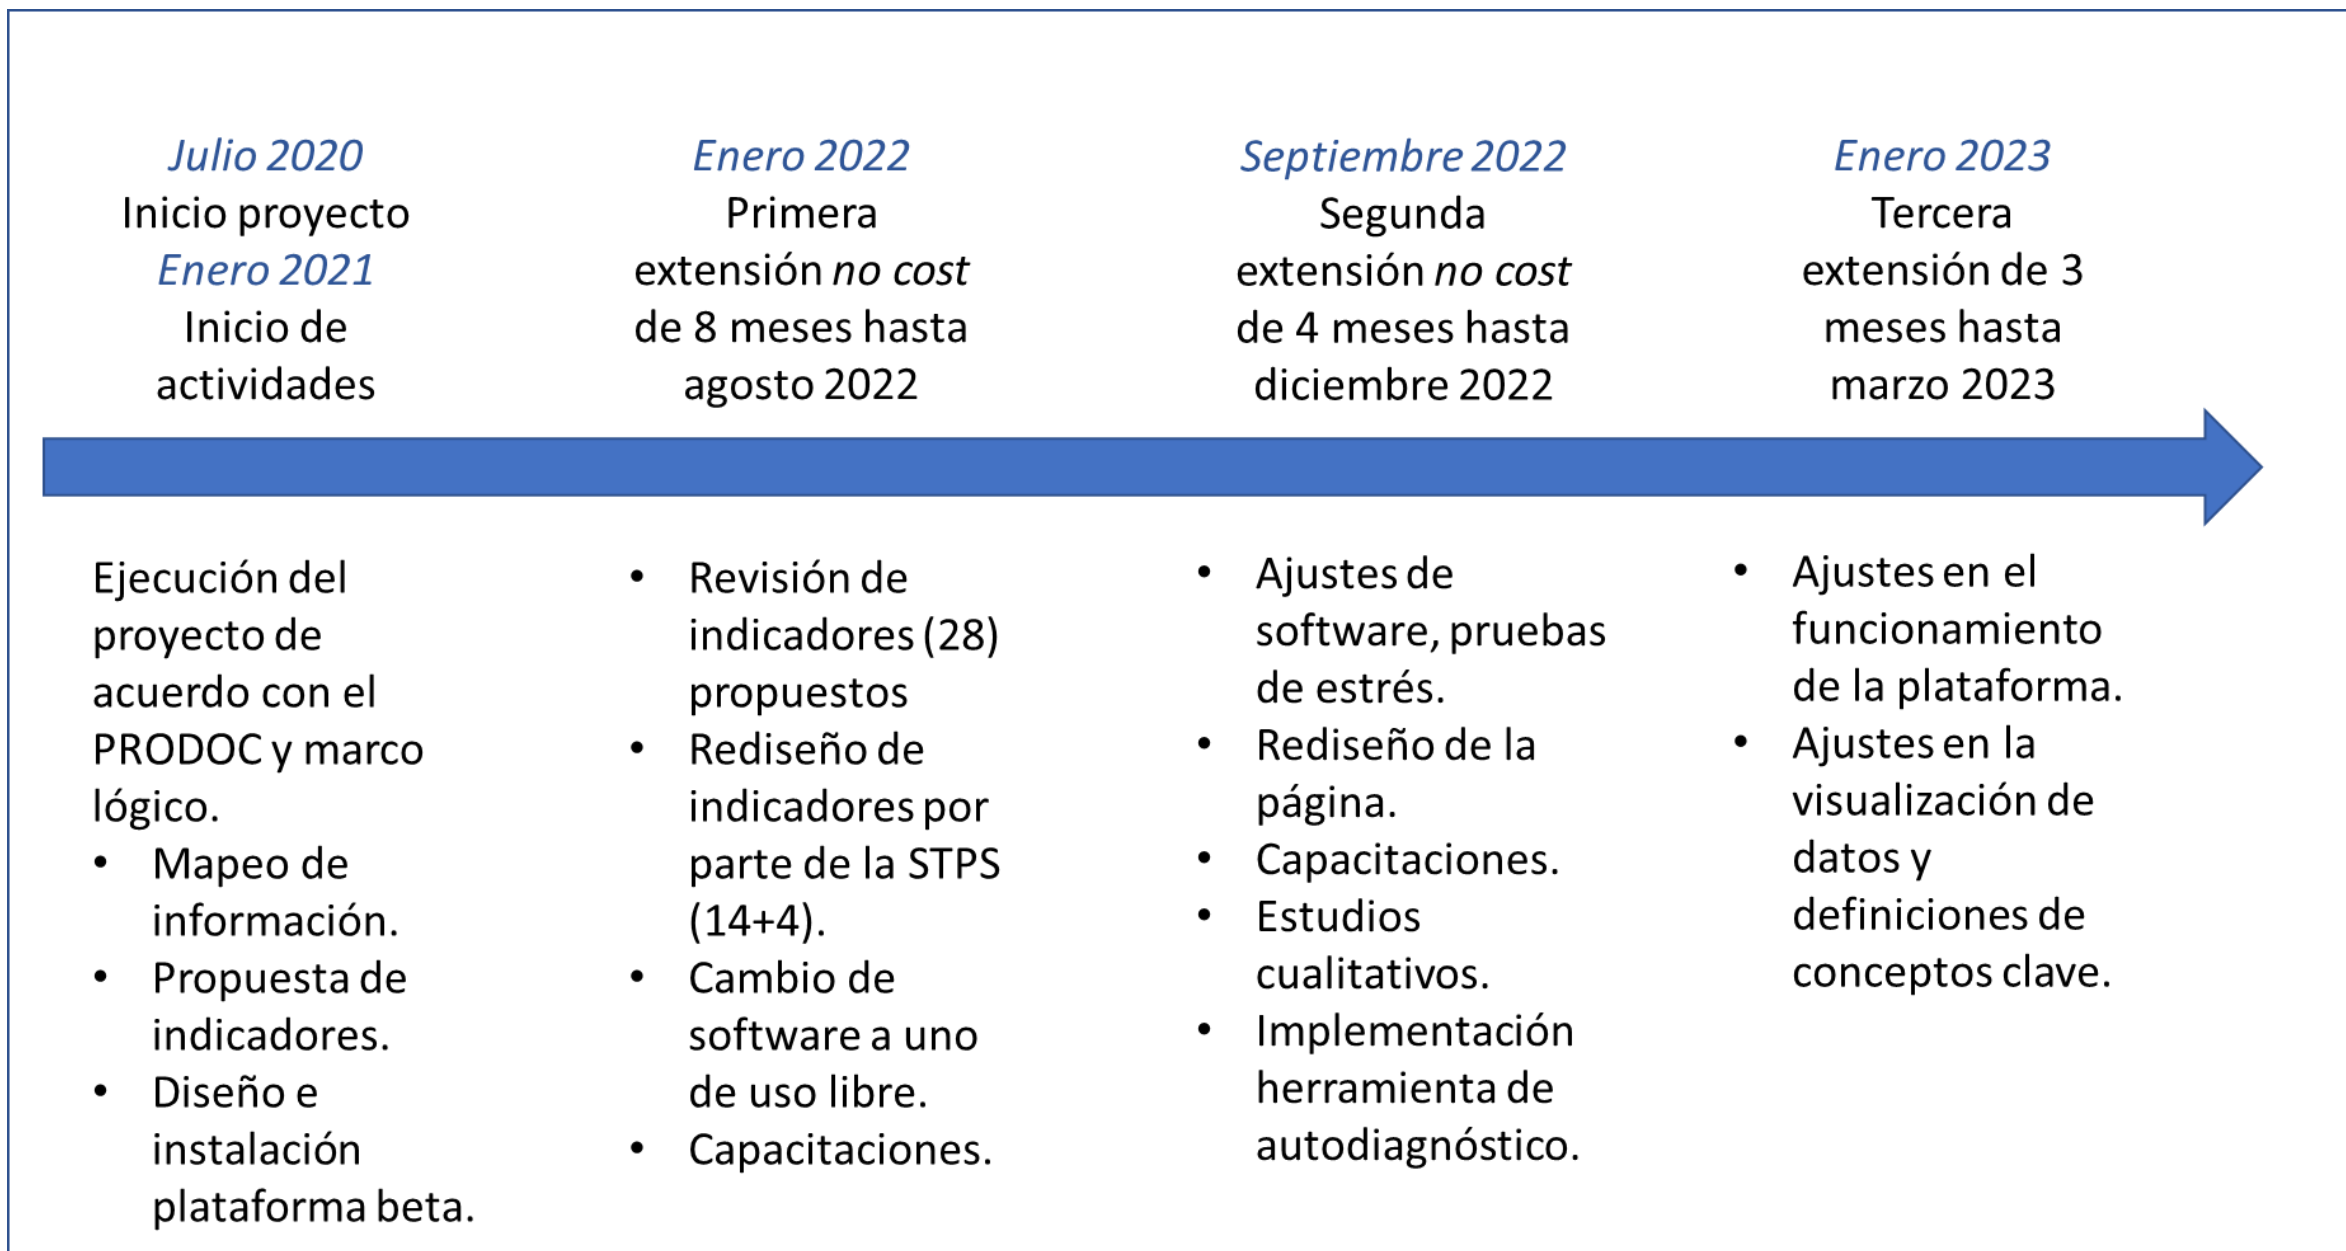 Julio 2020
Inicio proyecto
Enero 2021
Inicio de
actividades
Enero 2022
Primera
extensión no cost
de 8 meses hasta
agosto 2022
Septiembre 2022
Segunda
extensión no cost
de 4 meses hasta
diciembre 2022
Enero 2023
Tercera
extensión de 3
meses hasta
marzo 2023
Ejecución del
proyecto de
acuerdo con el
PRODOC y marco
lógico.
• Mapeo de
información.
• Propuesta de
indicadores.
• Diseño e
instalación
plataforma beta.
• Revisión de
indicadores (28)
propuestos
• Rediseño de
indicadores por
parte de la STPS
(14+4).
• Cambio de
software a uno
de uso libre.
• Capacitaciones.
• Ajustes de
software, pruebas
de estrés.
• Rediseño de la
página.
• Capacitaciones.
• Estudios
cualitativos.
• Implementación
herramienta de
autodiagnóstico.
• Ajustes en el
funcionamiento
de la plataforma.
• Ajustes en la
visualización de
datos y
definiciones de
conceptos clave.